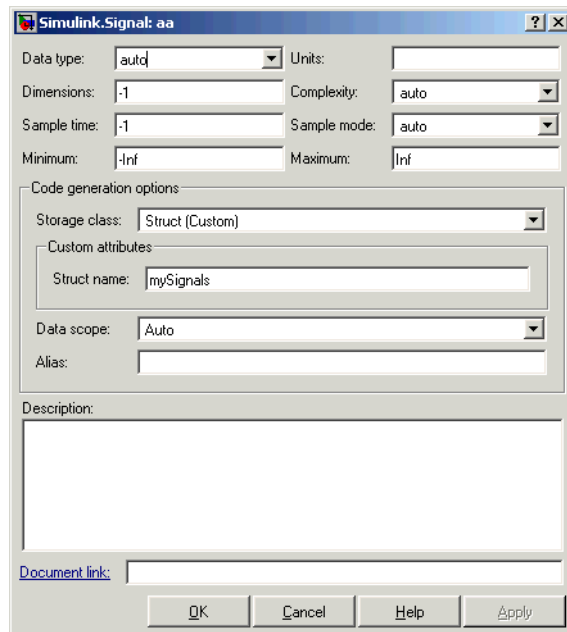 Simulink.Signal: aa
Data type: auto Units:
Dimensions: -1 Complexity: auto
Sample time: -1 Sample mode: auto
Minimum: -Inf Maximum: Inf
Code generation options
Storage class: Struct (Custom)
Custom attributes
Struct name: mySignals
Data scope: Auto
Alias:
Description:
Document link:
OK Cancel Help Apply